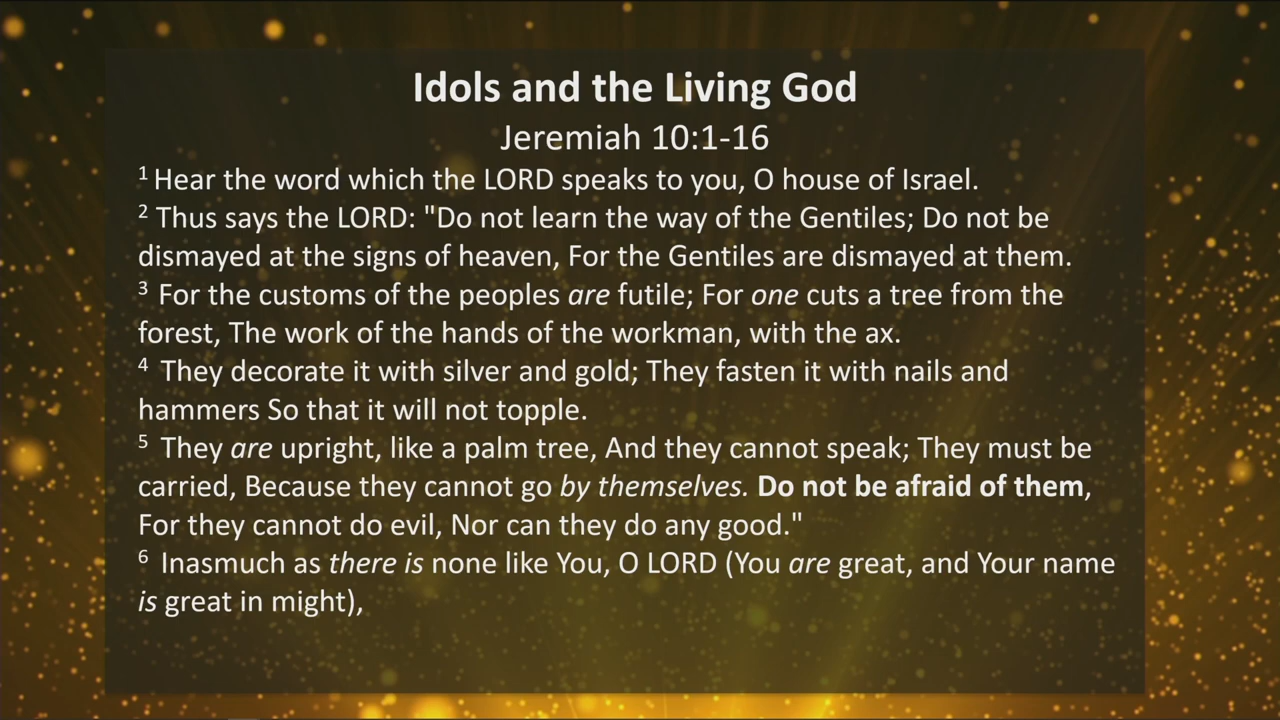 Idols and the Living God
Jeremiah 10:1-16
1 Hear the word which the LORD speaks to you, O house of Israel.
2 Thus says the LORD: "Do not learn the way of the Gentiles; Do not be
dismayed at the signs of heaven, For the Gentiles are dismayed at them.
3 For the customs of the peoples are futile; For one cuts a tree from the
forest, The work of the hands of the workman, with the ax.
4 They decorate it with silver and gold; They fasten it with nails and
hammers So that it will not topple.
5 They are upright, like a palm tree, And they cannot speak; They must be
carried, Because they cannot go by themselves. Do not be afraid of them,
For they cannot do evil, Nor can they do any good."
6 Inasmuch as there is none like You, O LORD (You are great, and Your name
is great in might),